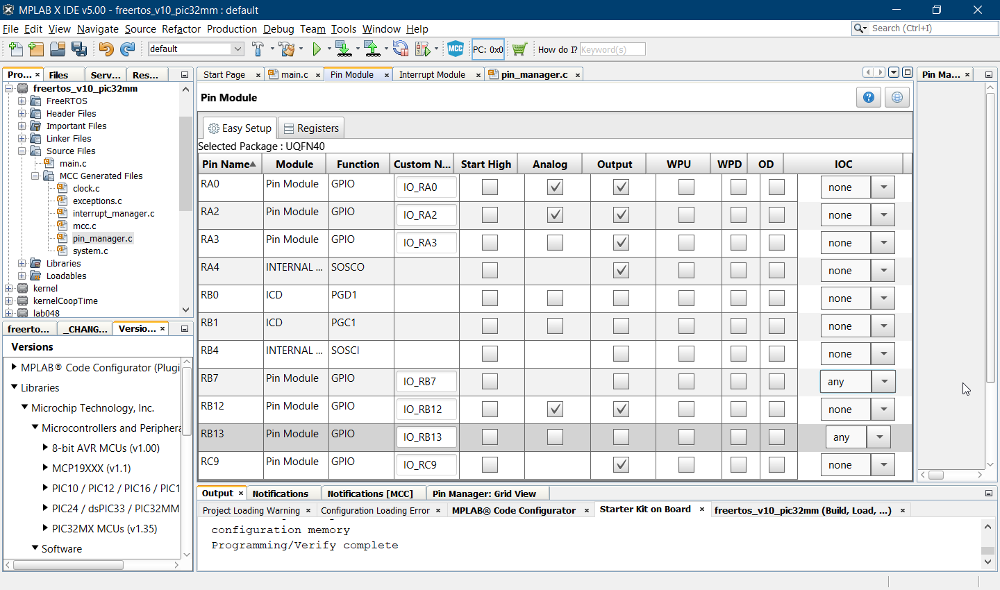 MPLAB X IDE v5.00 - freertos_v10_pic32mm : default
File Edit View Navigate Source Refactor Production Debug Team Tools Window Help
Search (Ctrl+I)
default
MCC
PC: 0x0
How do I? Keyword(s)
Pro... × Files Serv... Res...
freertos_v10_pic32mm
FreeRTOS
Header Files
Important Files
Linker Files
Source Files
main.c
MCC Generated Files
clock.c
exceptions.c
interrupt_manager.c
mcc.c
pin_manager.c
system.c
Libraries
Loadables
kernel
kernelCoopTime
lab048
freerto... _CHANG... Versio... ×
Versions
MPLAB® Code Configurator (Plugi
Libraries
Microchip Technology, Inc.
Microcontrollers and Periphera
8-bit AVR MCUs (v1.00)
MCP19XXX (v1.1)
PIC10 / PIC12 / PIC16 / PIC1
PIC24 / dsPIC33 / PIC32MM
PIC32MX MCUs (v1.35)
Software
Start Page × main.c × Pin Module × Interrupt Module × pin_manager.c ×
Pin Module
Easy Setup Registers
Selected Package : UQFN40
Pin Name Module Function Custom N... Start High Analog Output WPU WPD OD IOC
RA0 Pin Module GPIO IO_RA0 none
RA2 Pin Module GPIO IO_RA2 none
RA3 Pin Module GPIO IO_RA3 none
RA4 INTERNAL ... SOSCO none
RB0 ICD PGD1 none
RB1 ICD PGC1 none
RB4 INTERNAL ... SOSCI none
RB7 Pin Module GPIO IO_RB7 any
RB12 Pin Module GPIO IO_RB12 none
RB13 Pin Module GPIO IO_RB13 any
RC9 Pin Module GPIO IO_RC9 none
Pin Ma... ×
Output × Notifications Notifications [MCC] Pin Manager: Grid View
Project Loading Warning × Configuration Loading Error × MPLAB® Code Configurator × Starter Kit on Board × freertos_v10_pic32mm (Build, Load, ...) ×
configuration memory
Programming/Verify complete